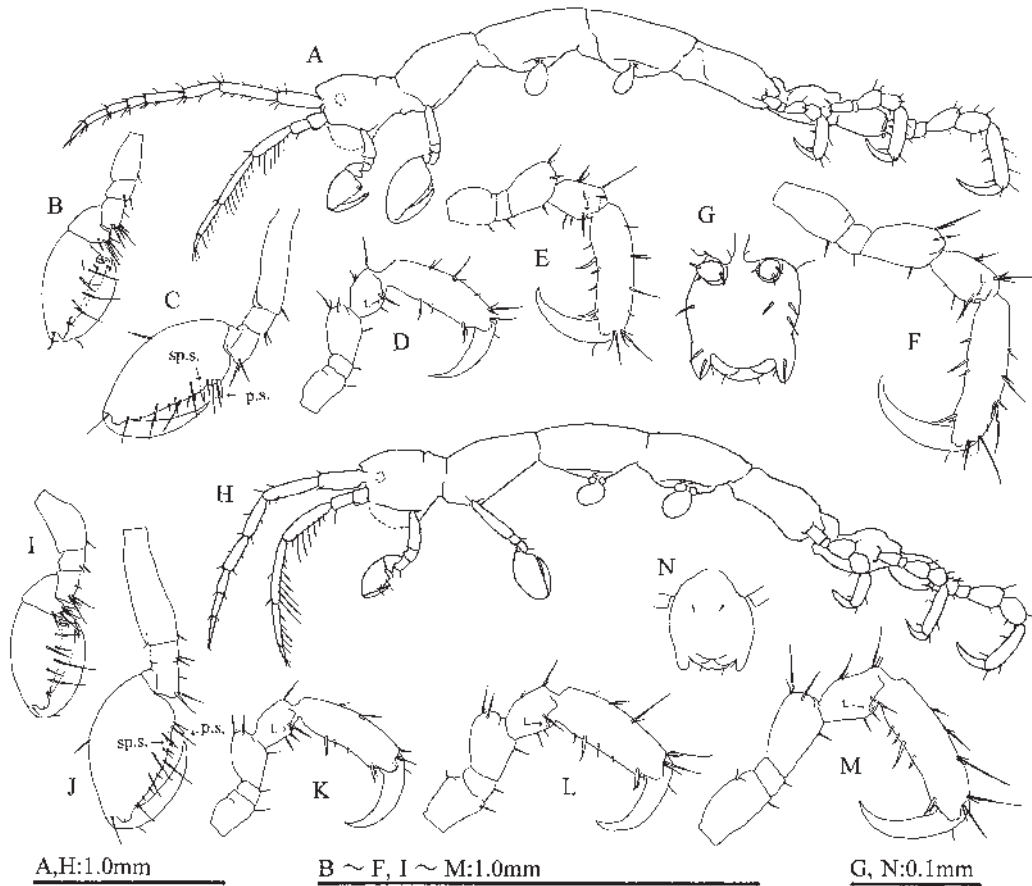 A
B
C
sp.s.
p.s.
D
E
G
F
H
I
N
J
sp.s.
p.s.
K
L
M
A,H:1.0mm
B ~ F, I ~ M:1.0mm
G, N:0.1mm